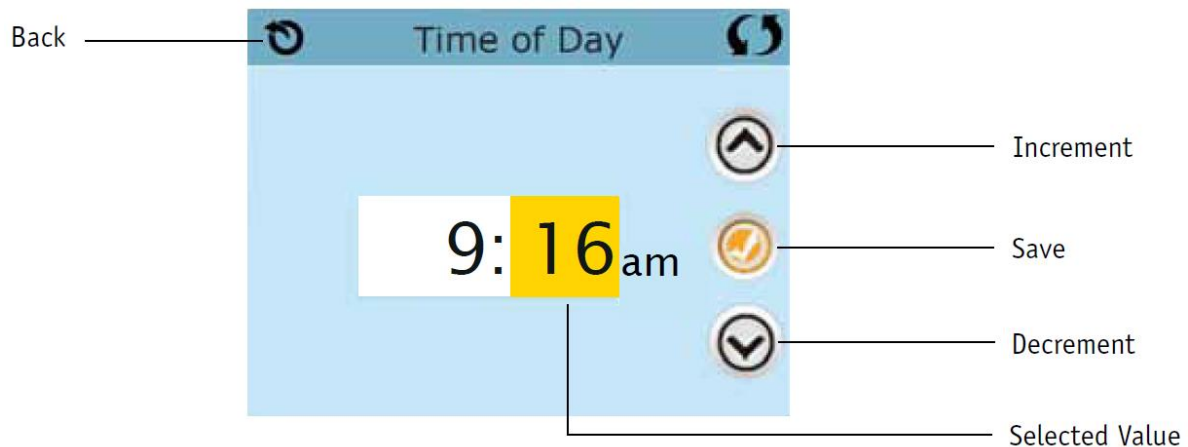 Back
Time of Day
Increment
9:16am
Save
Decrement
Selected Value